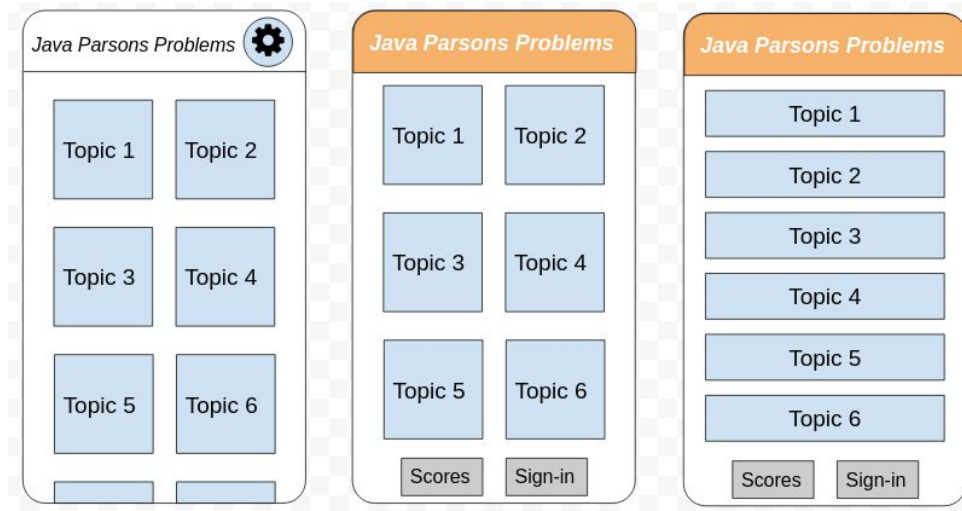 Java Parsons Problems
Topic 1 Topic 2
Topic 3 Topic 4
Topic 5 Topic 6
Java Parsons Problems
Topic 1 Topic 2
Topic 3 Topic 4
Topic 5 Topic 6
Scores Sign-in
Java Parsons Problems
Topic 1
Topic 2
Topic 3
Topic 4
Topic 5
Topic 6
Scores Sign-in